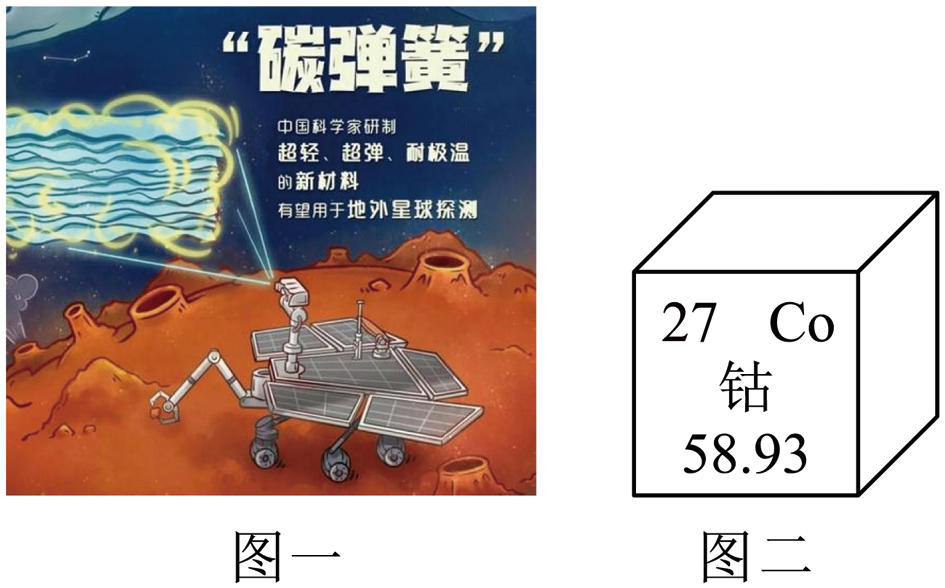 “碳弹簧”
中国科学家研制
超轻、超弹、耐极温
的新材料
有望用于地外星球探测
27 Co
钴
58.93
图一
图二